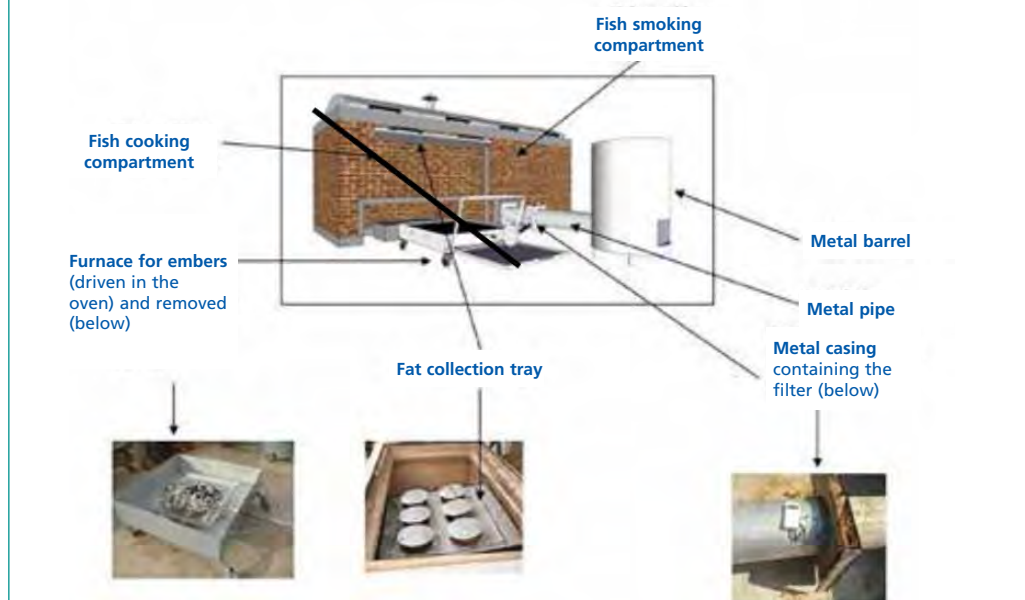 Fish smoking
compartment
Fish cooking
compartment
Metal barrel
Furnace for embers
(driven in the
oven) and removed
(below)
Metal pipe
Metal casing
containing the
filter (below)
Fat collection tray